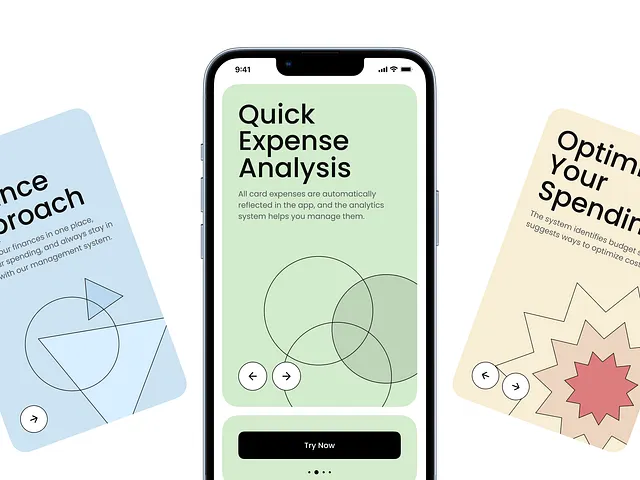 nce
proach
our finances in one place,
r spending, and always stay in
with our management system.
9:41
Quick
Expense
Analysis
All card expenses are automatically
reflected in the app, and the analytics
system helps you manage them.
Try Now
Optimi
Your
Spendin
The system identifies budget s
suggests ways to optimize cos